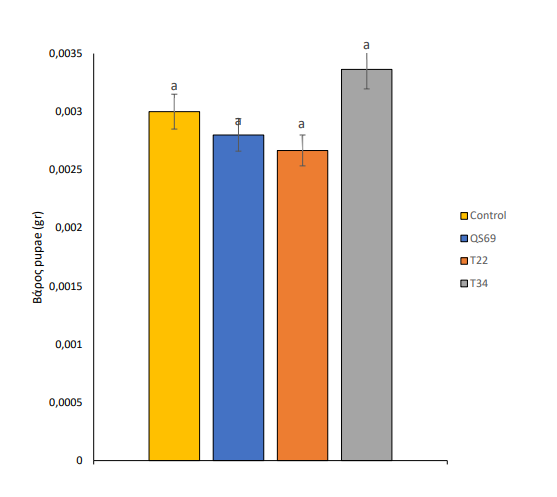 0,0035
0,003
0,0025
0,002
0,0015
0,001
0,0005
0
Βάρος pupae (gr)
a
a
a
a
Control
QS69
T22
T34